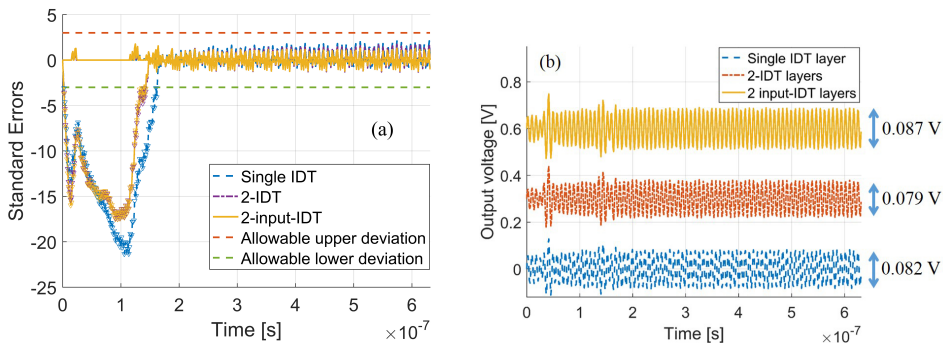 5
0
-5
-10
-15
-20
-25
Standard Errors
(a)
Single IDT
2-IDT
2-input-IDT
Allowable upper deviation
Allowable lower deviation
0 1 2 3 4 5 6
Time [s]
×10⁻⁷
(b)
Single IDT layer
2-IDT layers
2 input-IDT layers
0.8
0.6
0.4
0.2
0
Output voltage [V]
0.087 V
0.079 V
0.082 V
0 1 2 3 4 5 6
Time [s]
×10⁻⁷